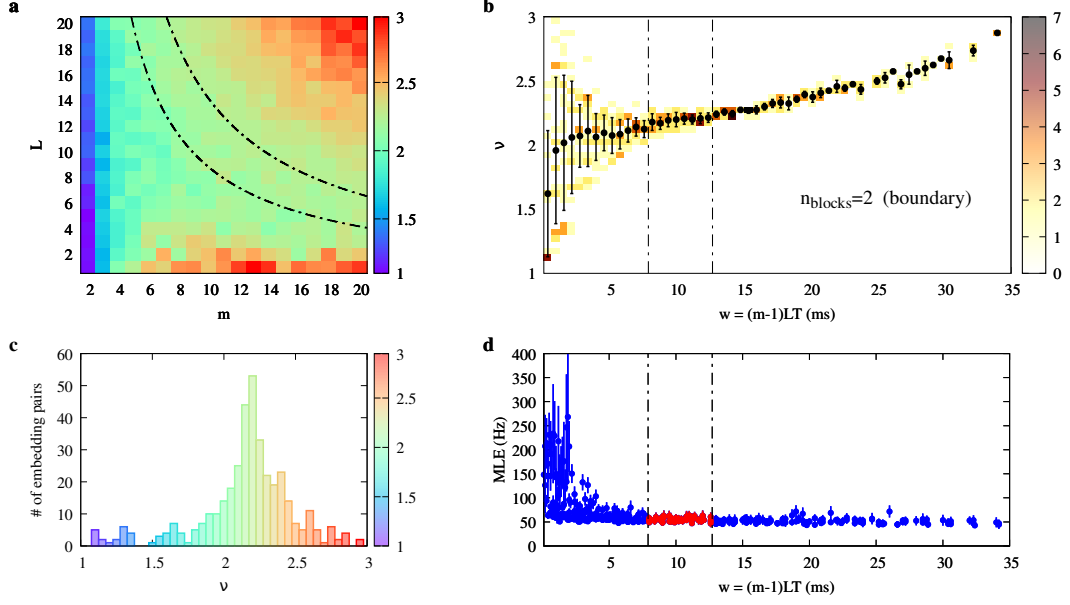 a
20
18
16
14
12
10
8
6
4
2
L
2 4 6 8 10 12 14 16 18 20
m
3
2.5
2
1.5
1
b
3
2.5
2
1.5
1
ν
n_blocks=2 (boundary)
5 10 15 20 25 30 35
w = (m-1)LT (ms)
7
6
5
4
3
2
1
0
c
60
50
40
30
20
10
0
# of embedding pairs
1 1.5 2 2.5 3
ν
3
2.5
2
1.5
1
d
400
350
300
250
200
150
100
50
0
MLE (Hz)
5 10 15 20 25 30 35
w = (m-1)LT (ms)